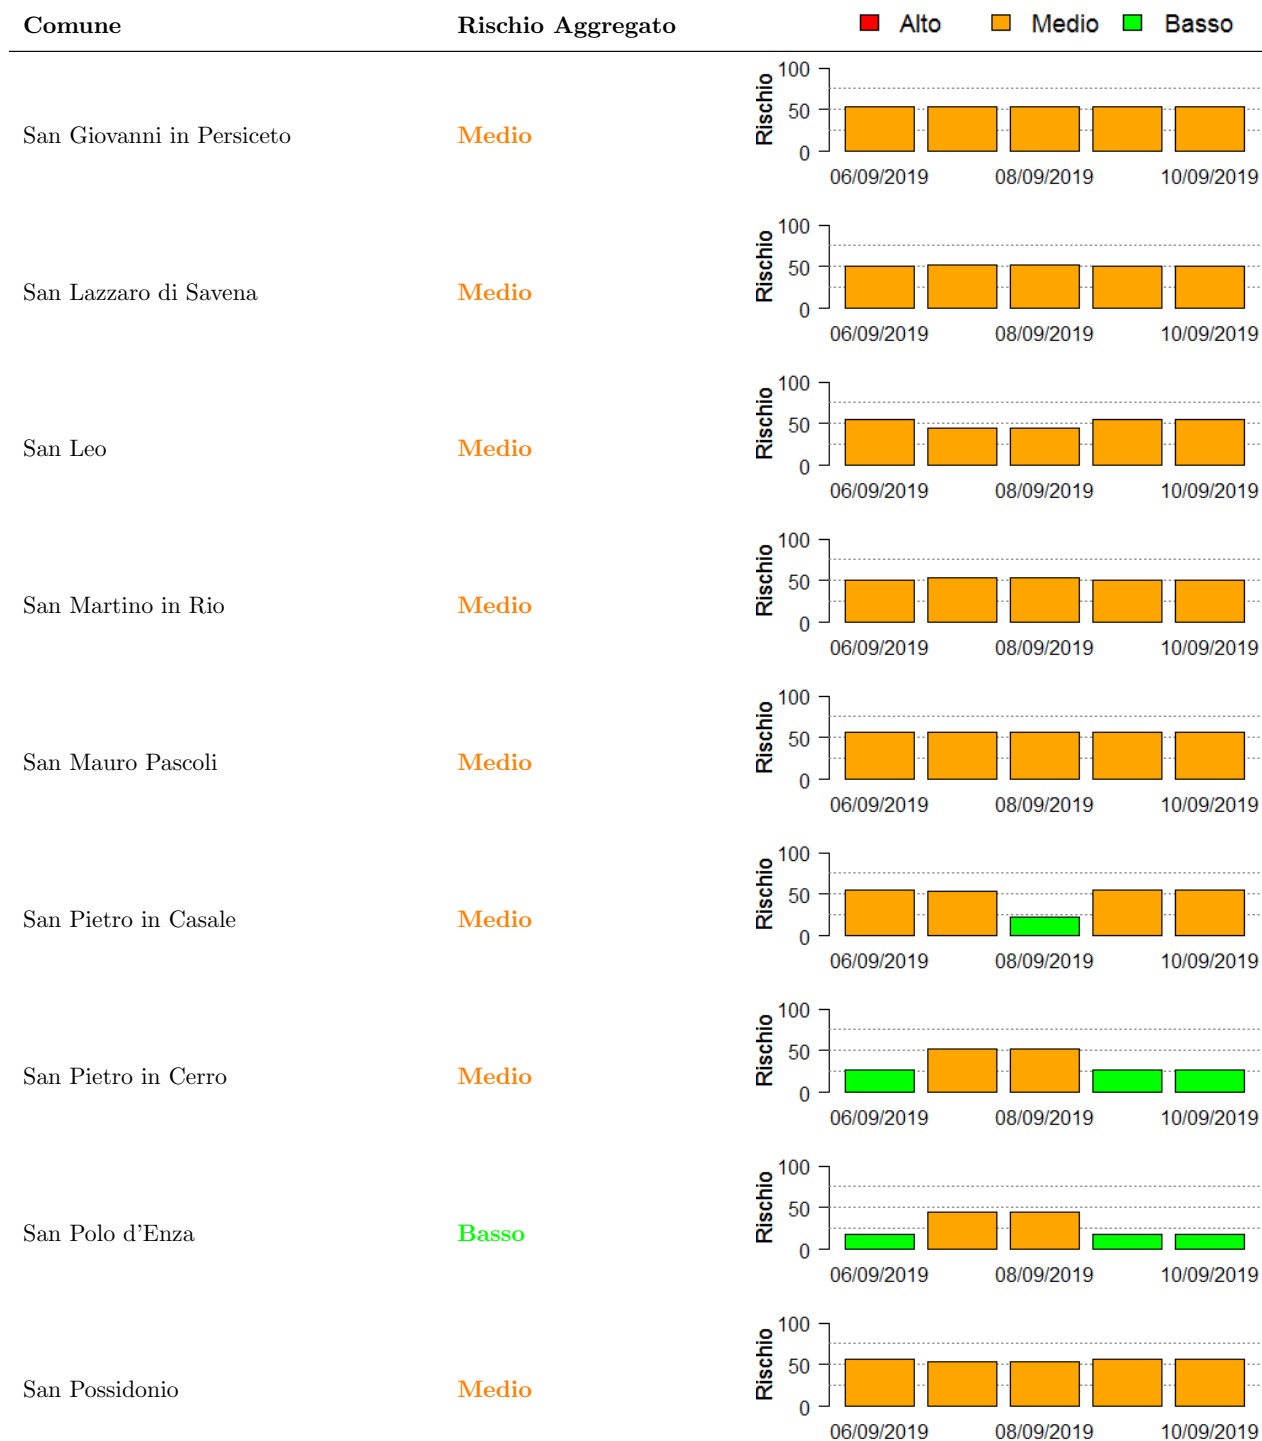 Comune Rischio Aggregato Alto Medio Basso
San Giovanni in Persiceto Medio
Rischio
100
50
0
06/09/2019 08/09/2019 10/09/2019
San Lazzaro di Savena Medio
Rischio
100
50
0
06/09/2019 08/09/2019 10/09/2019
San Leo Medio
Rischio
100
50
0
06/09/2019 08/09/2019 10/09/2019
San Martino in Rio Medio
Rischio
100
50
0
06/09/2019 08/09/2019 10/09/2019
San Mauro Pascoli Medio
Rischio
100
50
0
06/09/2019 08/09/2019 10/09/2019
San Pietro in Casale Medio
Rischio
100
50
0
06/09/2019 08/09/2019 10/09/2019
San Pietro in Cerro Medio
Rischio
100
50
0
06/09/2019 08/09/2019 10/09/2019
San Polo d'Enza Basso
Rischio
100
50
0
06/09/2019 08/09/2019 10/09/2019
San Possidonio Medio
Rischio
100
50
0
06/09/2019 08/09/2019 10/09/2019